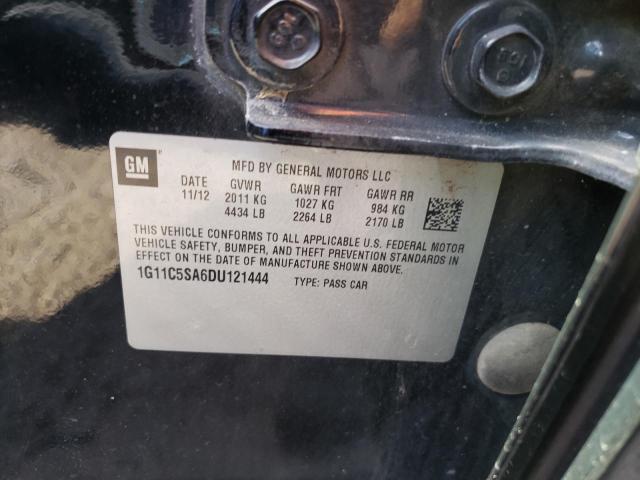 GM
MFD BY GENERAL MOTORS LLC
DATE GVWR GAWR FRT GAWR RR
11/12 2011 KG 1027 KG 984 KG
4434 LB 2264 LB 2170 LB
THIS VEHICLE CONFORMS TO ALL APPLICABLE U.S. FEDERAL MOTOR
VEHICLE SAFETY, BUMPER, AND THEFT PREVENTION STANDARDS IN
EFFECT ON THE DATE OF MANUFACTURE SHOWN ABOVE.
1G11C5SA6DU121444 TYPE: PASS CAR